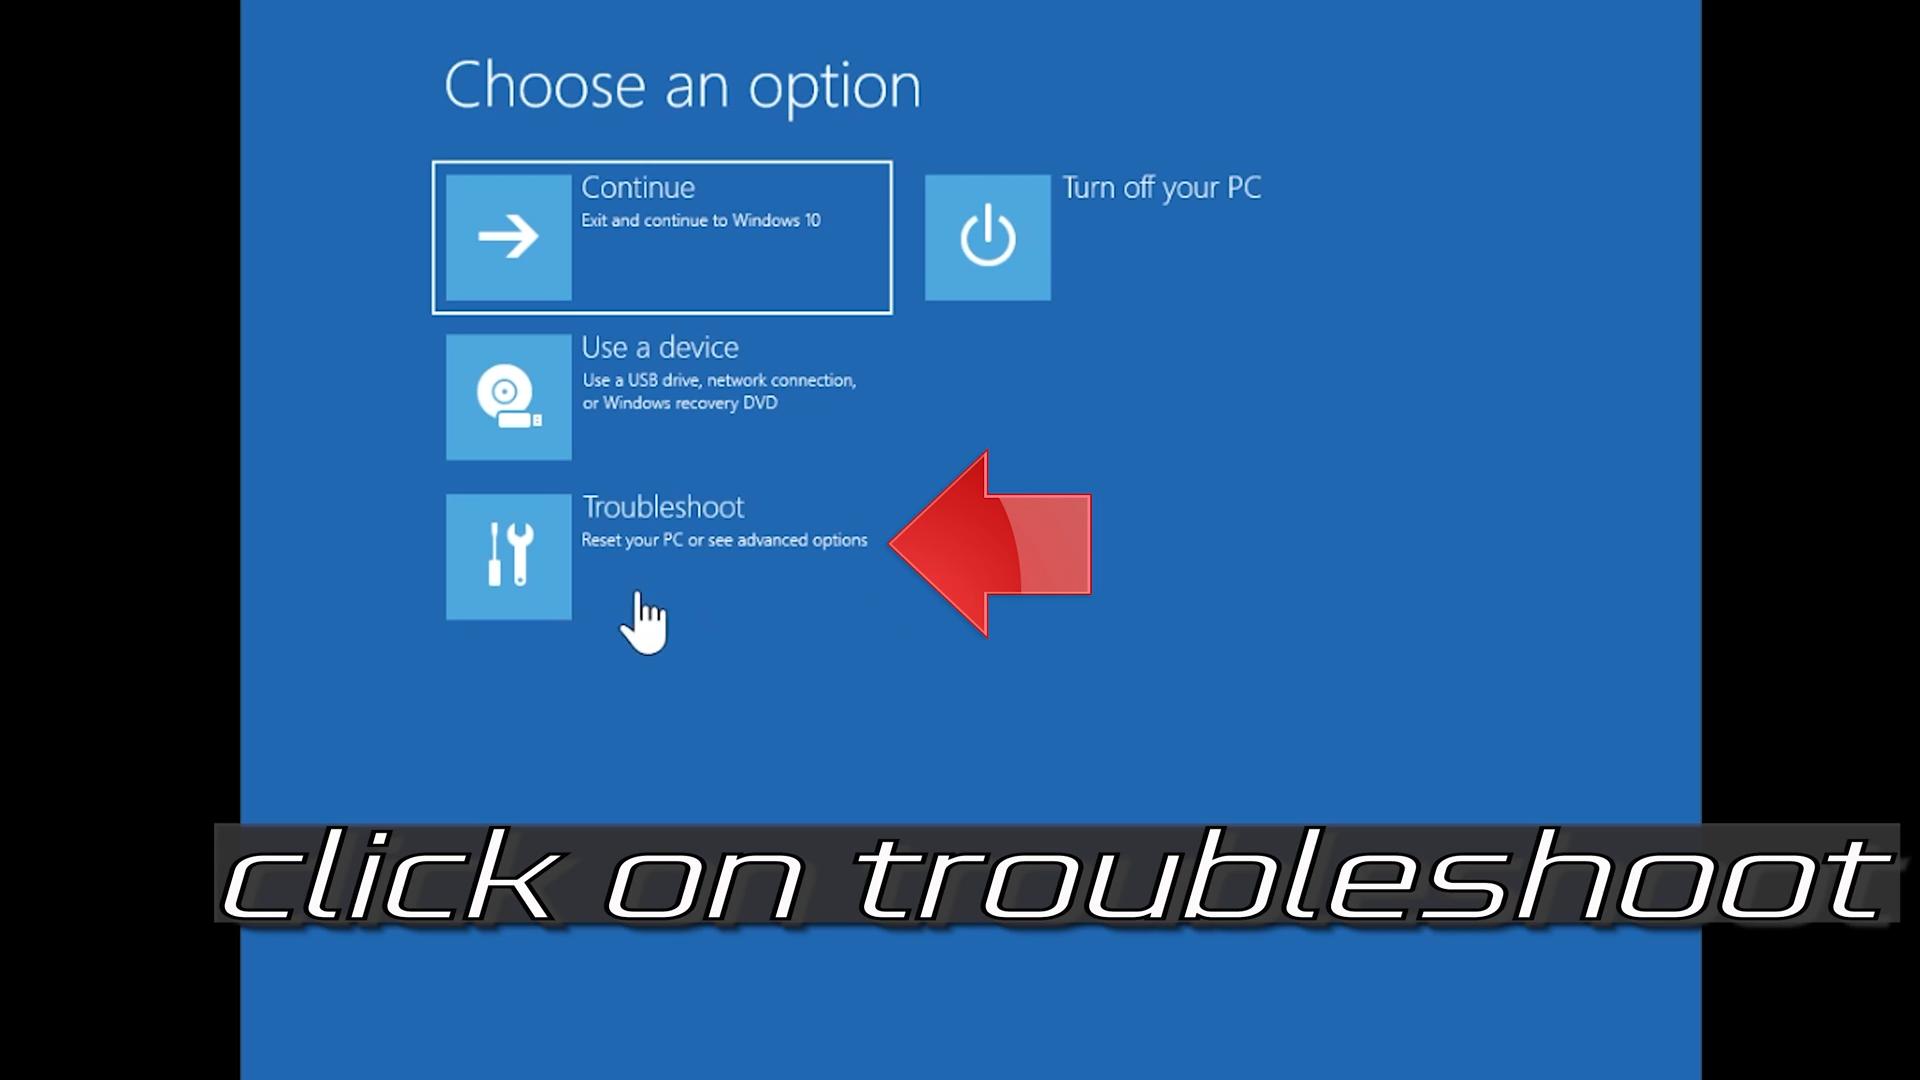 Choose an option
Continue
Exit and continue to Windows 10
Turn off your PC
Use a device
Use a USB drive, network connection,
or Windows recovery DVD
Troubleshoot
Reset your PC or see advanced options
click on troubleshoot